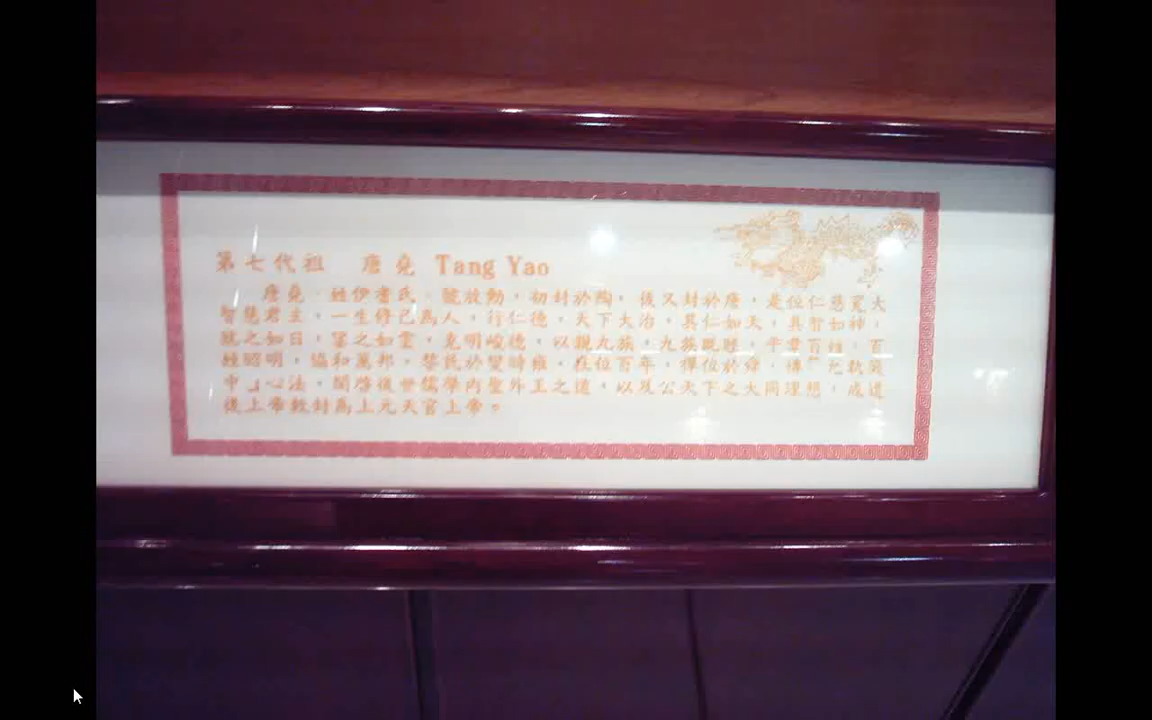 第七代祖 唐堯 Tang Yao
唐堯,姓伊耆氏,號放勳,初封於陶,後又封於唐,是位仁慈寬大
智慧君主,一生修己為人,行仁德,天下大治,其仁如天,其智如神,
就之如日,望之如雲,克明峻德,以親九族,九族既睦,平章百姓,百
姓昭明,協和萬邦,黎民於變時雍,在位百年,禪位於舜,傳「允執厥
中」心法,開啓後世儒學內聖外王之道,以及公天下之大同理想,成道
後上帝敕封為上元天官上帝。